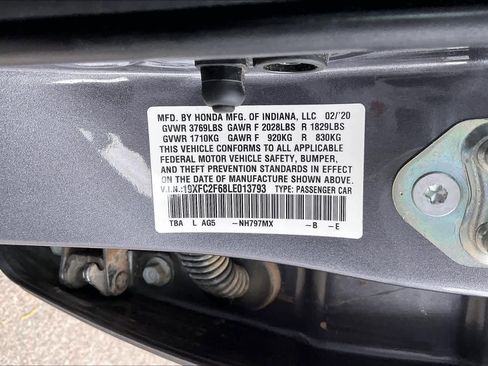 MFD. BY HONDA MFG. OF INDIANA, LLC 02/'20
GVWR 3769LBS GAWR F 2028LBS R 1829LBS
GVWR 1710KG GAWR F 920KG R 830KG
THIS VEHICLE CONFORMS TO ALL APPLICABLE
FEDERAL MOTOR VEHICLE SAFETY, BUMPER,
AND THEFT PREVENTION STANDARDS IN
EFFECT ON THE DATE OF MANUFACTURE SHOWN ABOVE.
V.I.N.:19XFC2F68LE013793 TYPE: PASSENGER CAR
TBA L AG5 -NH797MX -B -E